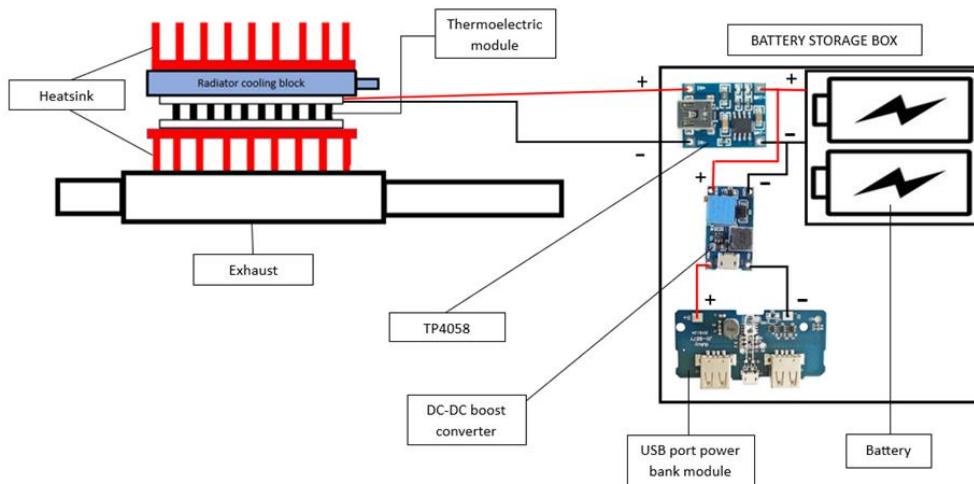 Thermoelectric
module
BATTERY STORAGE BOX
Radiator cooling block
Heatsink
+
+
-
-
+
-
Exhaust
+
-
TP4058
DC-DC boost
converter
USB port power
bank module
Battery